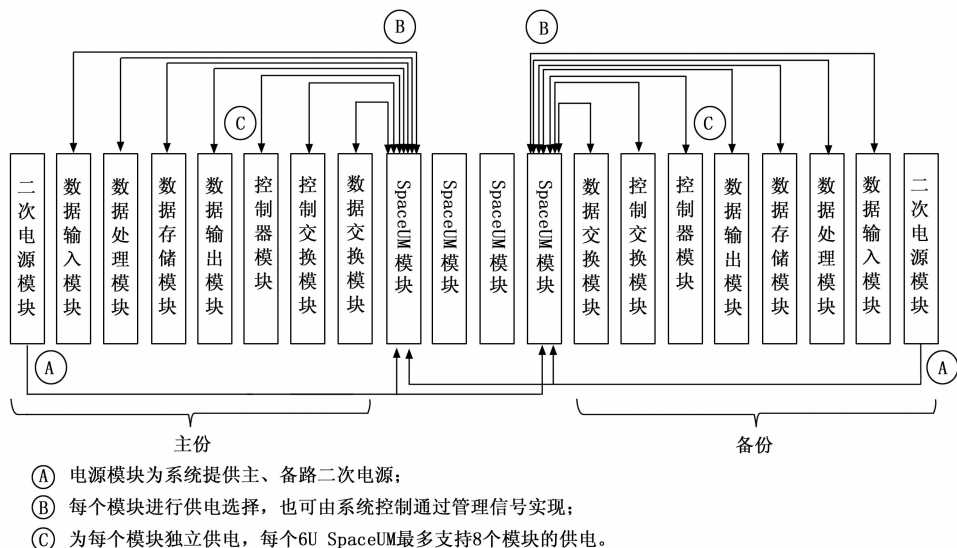 B
B
C
C
二次电源模块
数据输入模块
数据处理模块
数据存储模块
数据输出模块
控制器模块
控制交换模块
数据交换模块
SpaceUM模块
SpaceUM模块
SpaceUM模块
SpaceUM模块
数据交换模块
控制交换模块
控制器模块
数据输出模块
数据存储模块
数据处理模块
数据输入模块
二次电源模块
A
A
主份
备份
A 电源模块为系统提供主、备路二次电源；
B 每个模块进行供电选择，也可由系统控制通过管理信号实现；
C 为每个模块独立供电，每个6U SpaceUM最多支持8个模块的供电。